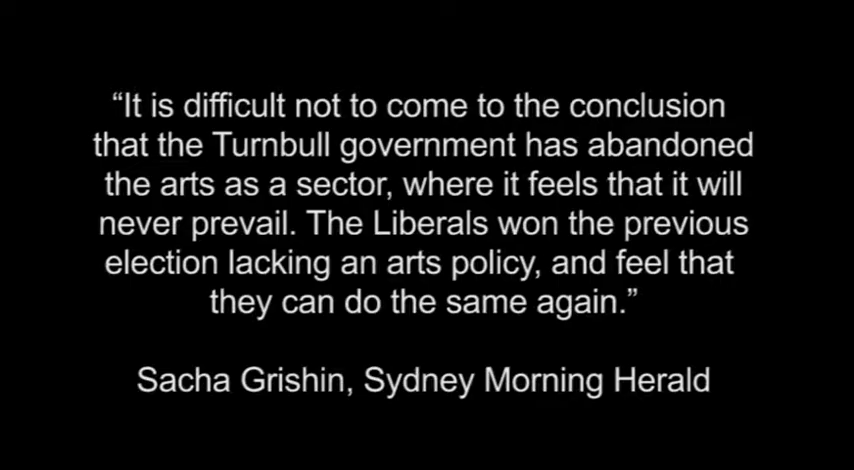 “It is difficult not to come to the conclusion
that the Turnbull government has abandoned
the arts as a sector, where it feels that it will
never prevail. The Liberals won the previous
election lacking an arts policy, and feel that
they can do the same again.”
Sacha Grishin, Sydney Morning Herald